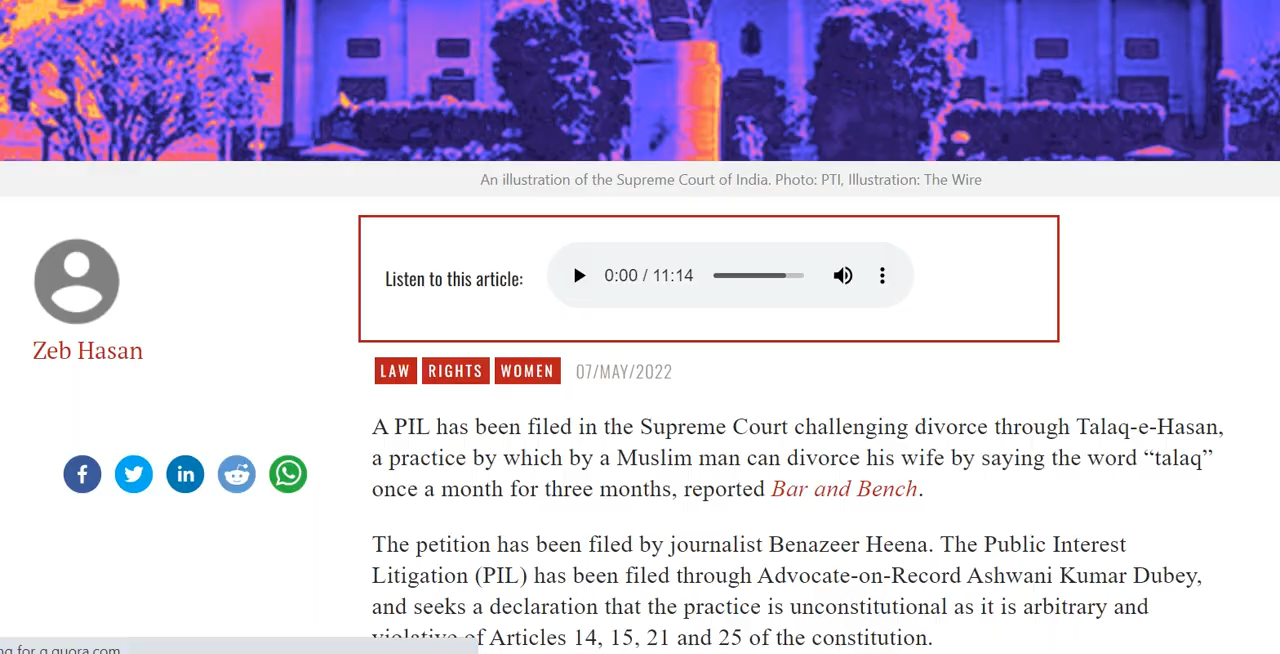 An illustration of the Supreme Court of India. Photo: PTI, Illustration: The Wire
Listen to this article:
0:00 / 11:14
Zeb Hasan
LAW RIGHTS WOMEN 07/MAY/2022
A PIL has been filed in the Supreme Court challenging divorce through Talaq-e-Hasan,
a practice by which by a Muslim man can divorce his wife by saying the word “talaq”
once a month for three months, reported Bar and Bench.
The petition has been filed by journalist Benazeer Heena. The Public Interest
Litigation (PIL) has been filed through Advocate-on-Record Ashwani Kumar Dubey,
and seeks a declaration that the practice is unconstitutional as it is arbitrary and
violative of Articles 14, 15, 21 and 25 of the constitution.
for q.quora.com